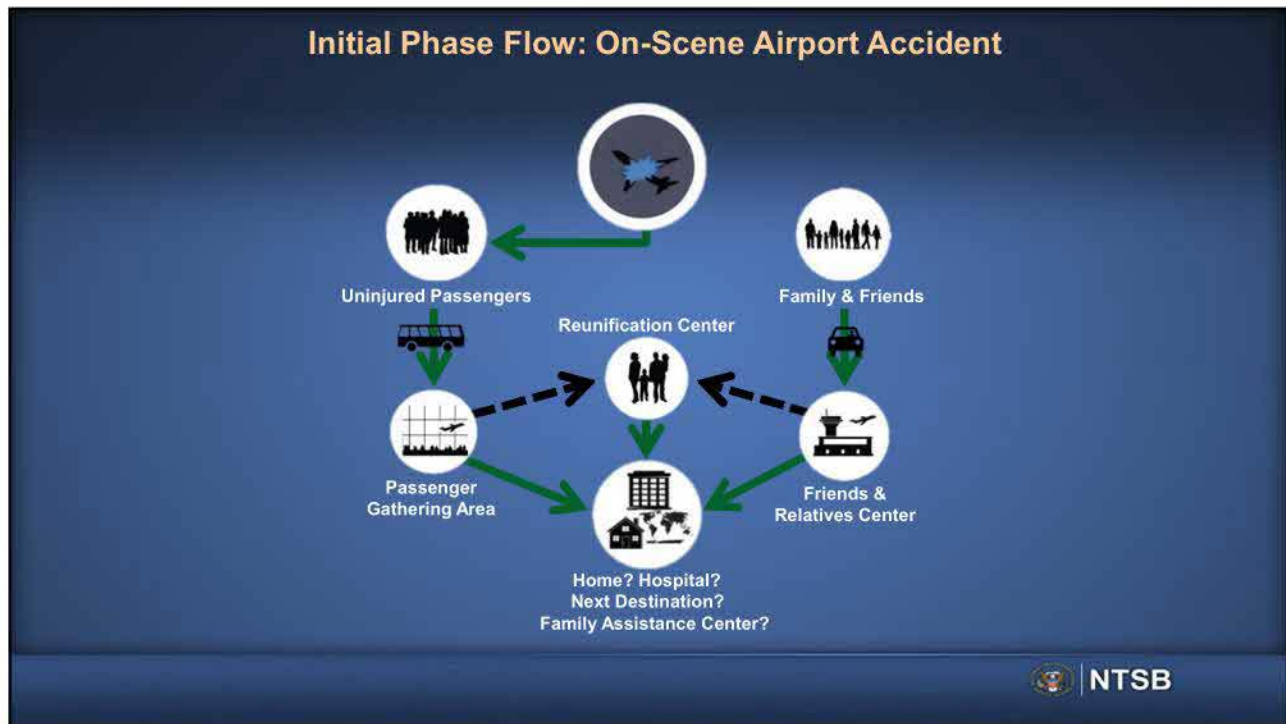 Initial Phase Flow: On-Scene Airport Accident
Uninjured Passengers
Family & Friends
Reunification Center
Passenger
Gathering Area
Friends &
Relatives Center
Home? Hospital?
Next Destination?
Family Assistance Center?
NTSB